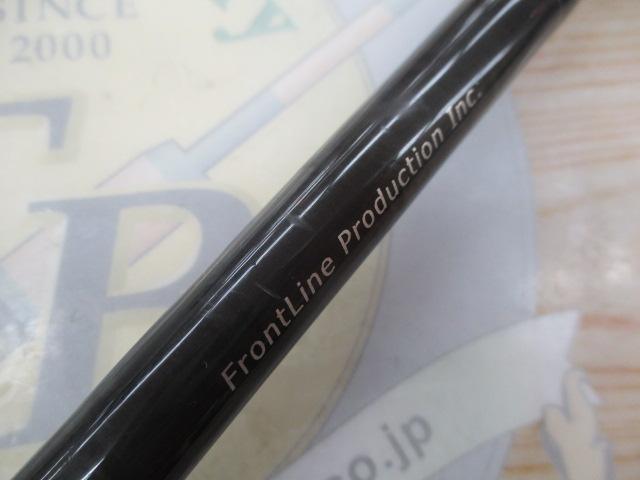 SINCE
2000
FrontLine Production Inc.
o.jp